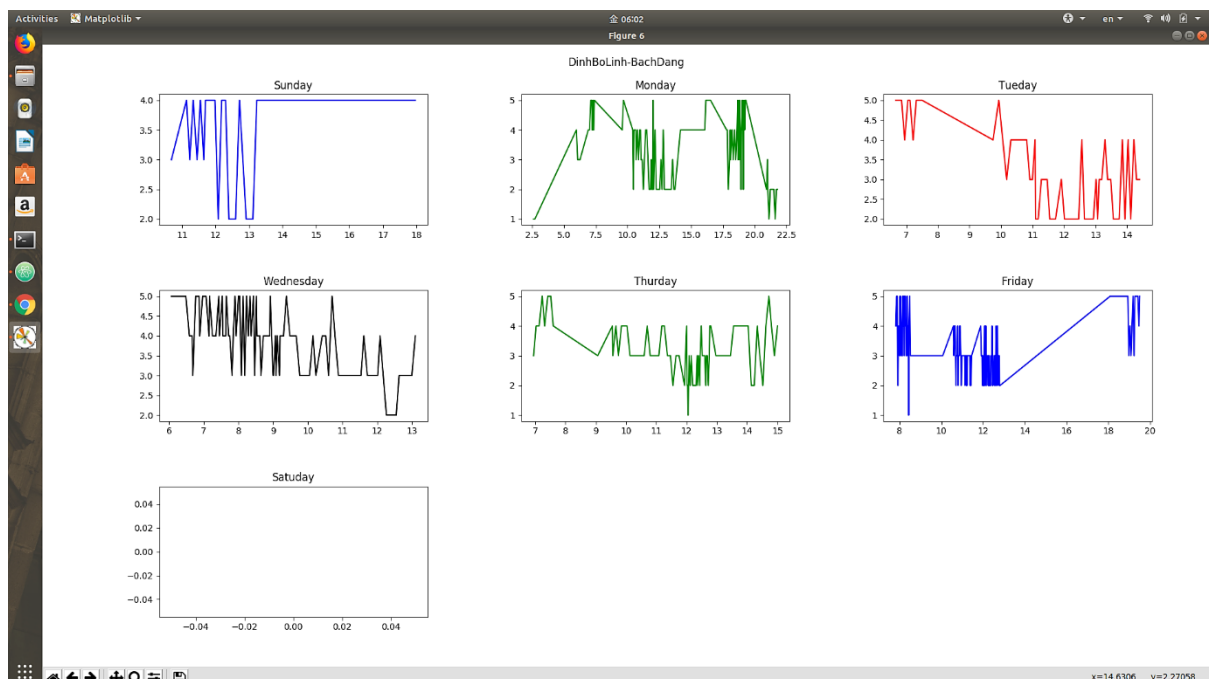 Activities Matplotlib 금 06:02 en
Figure 6
DinhBoLinh-BachDang
Sunday Monday Tueday
4.0 3.5 3.0 2.5 2.0
11 12 13 14 15 16 17 18
5 4 3 2 1
2.5 5.0 7.5 10.0 12.5 15.0 17.5 20.0 22.5
5.0 4.5 4.0 3.5 3.0 2.5 2.0
7 8 9 10 11 12 13 14
Wednesday Thurday Friday
5.0 4.5 4.0 3.5 3.0 2.5 2.0
6 7 8 9 10 11 12 13
5 4 3 2 1
7 8 9 10 11 12 13 14 15
5 4 3 2 1
8 10 12 14 16 18 20
Satuday
0.04
0.02
0.00
−0.02
−0.04
−0.04 −0.02 0.00 0.02 0.04
x=14.6306 y=2.27058